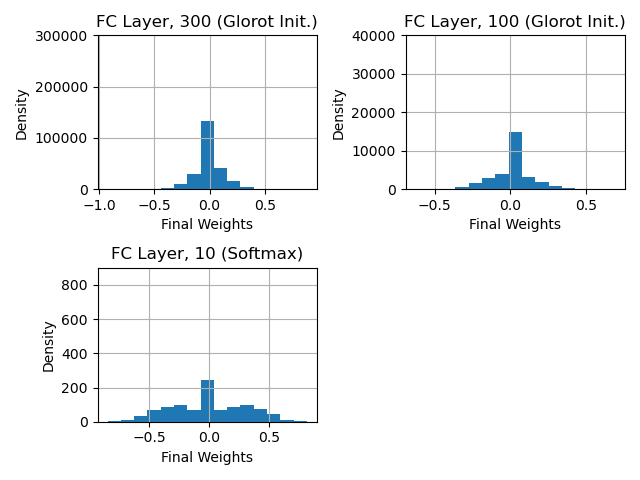 FC Layer, 300 (Glorot Init.)
300000
200000
100000
0
Density
−1.0 −0.5 0.0 0.5
Final Weights
FC Layer, 100 (Glorot Init.)
40000
30000
20000
10000
0
Density
−0.5 0.0 0.5
Final Weights
FC Layer, 10 (Softmax)
800
600
400
200
0
Density
−0.5 0.0 0.5
Final Weights